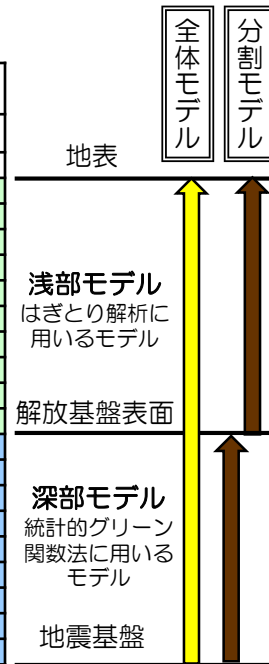 全体モデル
分割モデル
地表
浅部モデル
はぎとり解析に
用いるモデル
解放基盤表面
深部モデル
統計的グリーン
関数法に用いる
モデル
地震基盤